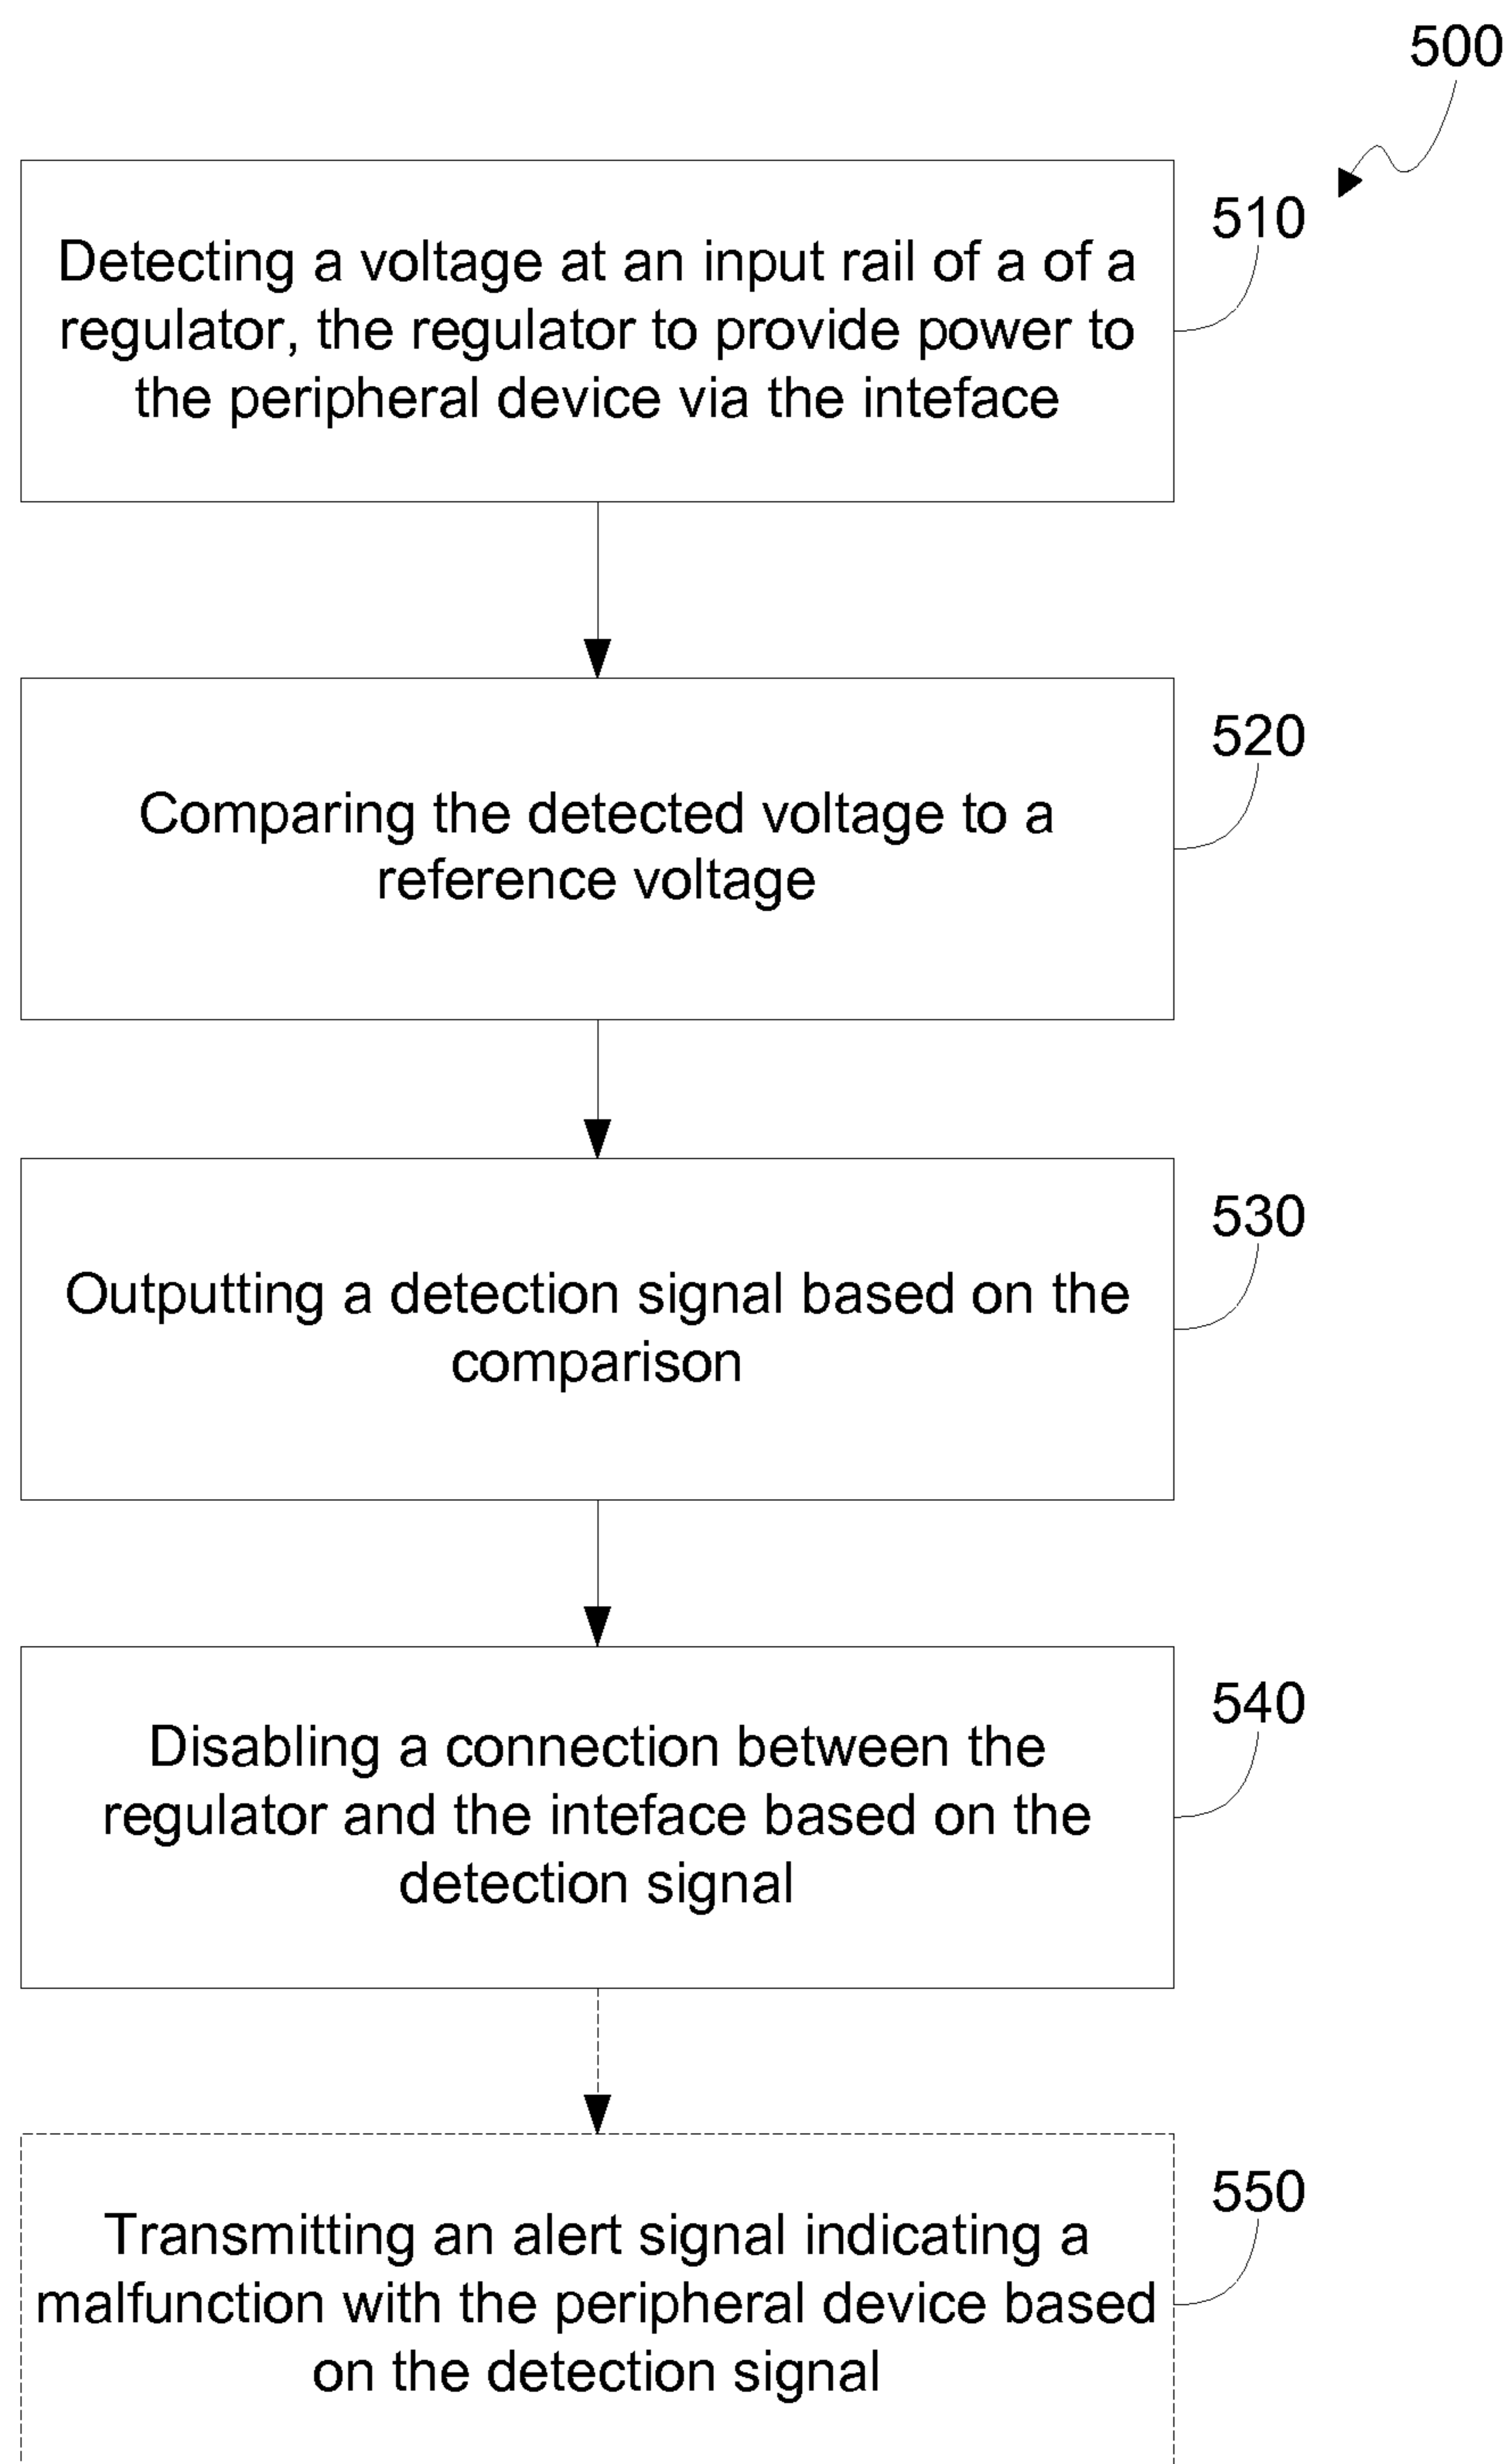 500
510
Detecting a voltage at an input rail of a of a
regulator, the regulator to provide power to
the peripheral device via the inteface
520
Comparing the detected voltage to a
reference voltage
530
Outputting a detection signal based on the
comparison
540
Disabling a connection between the
regulator and the inteface based on the
detection signal
550
Transmitting an alert signal indicating a
malfunction with the peripheral device based
on the detection signal